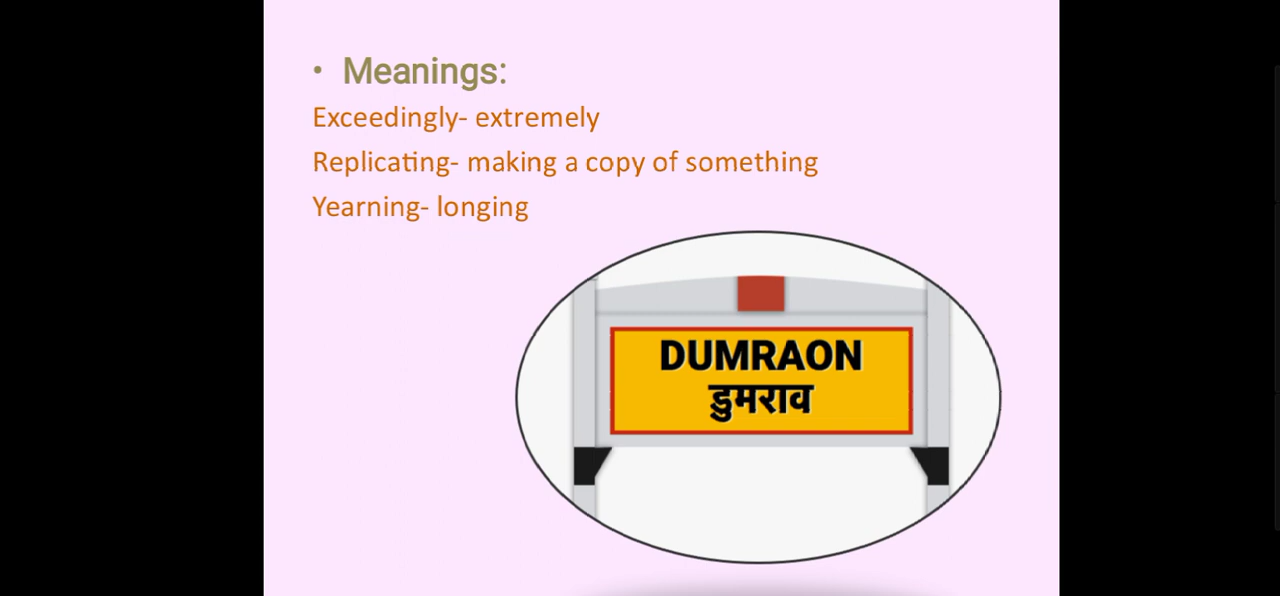 • Meanings:
Exceedingly- extremely
Replicating- making a copy of something
Yearning- longing
DUMRAON
डुमराव